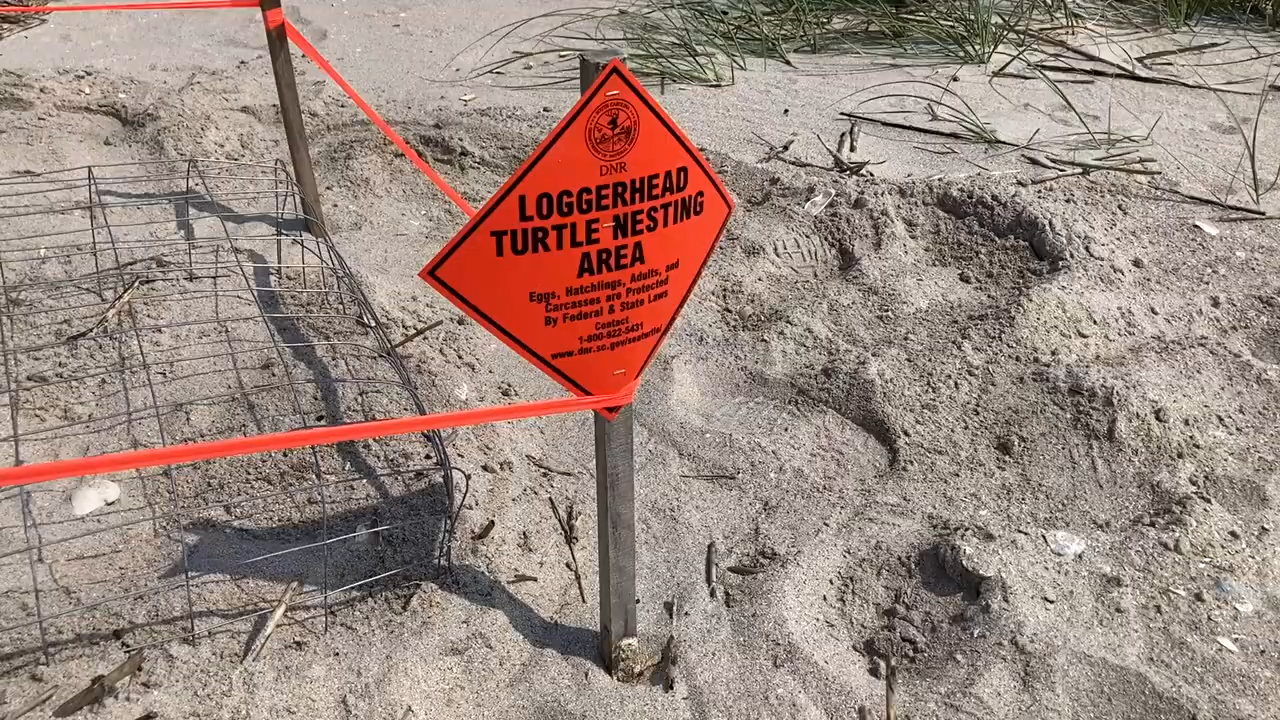 DNR
LOGGERHEAD
TURTLE NESTING
AREA
Eggs, Hatchlings, Adults, and
Carcasses are Protected
By Federal & State Laws
Contact
1-800-922-5431
www.dnr.sc.gov/seaturtle/